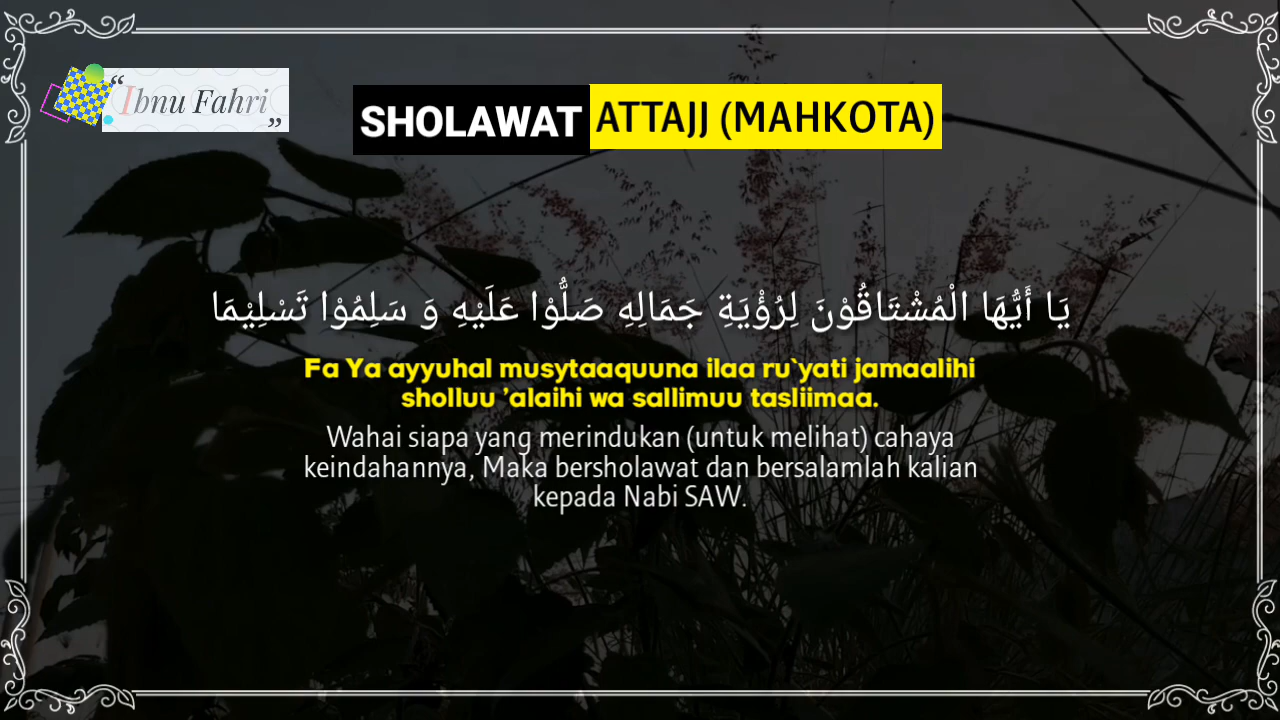 “Ibnu Fahri”
SHOLAWAT ATTAJJ (MAHKOTA)
يَا أَيُّهَا الْمُشْتَاقُوْنَ لِرُؤْيَةِ جَمَالِهِ صَلُّوْا عَلَيْهِ وَ سَلِمُوْا تَسْلِيْمَا
Fa Ya ayyuhal musytaaquuna ilaa ru`yati jamaalihi
sholluu ’alaihi wa sallimuu tasliimaa.
Wahai siapa yang merindukan (untuk melihat) cahaya
keindahannya, Maka bersholawat dan bersalamlah kalian
kepada Nabi SAW.